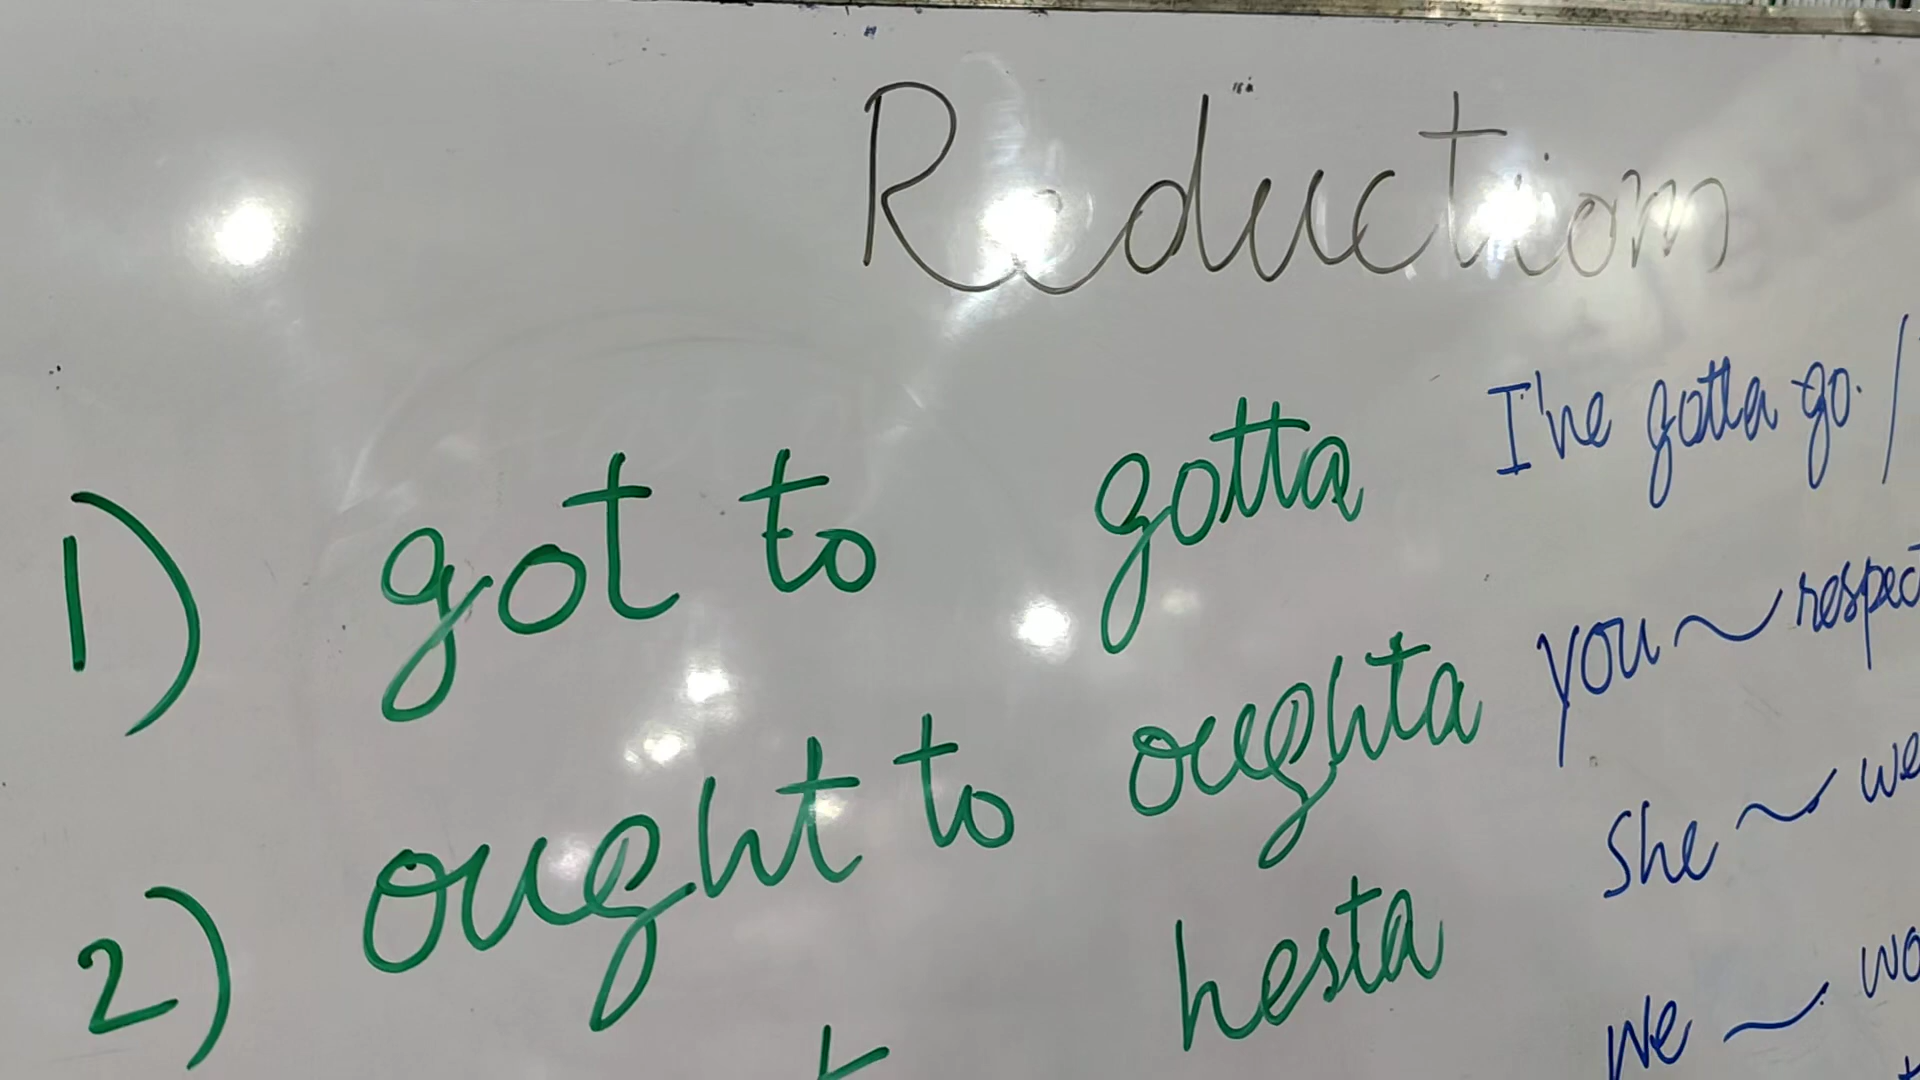 Reduction
1) got to gotta I've gotta go. /
2) ought to oughta you ~ respect
hesta She ~ we
We ~ wo